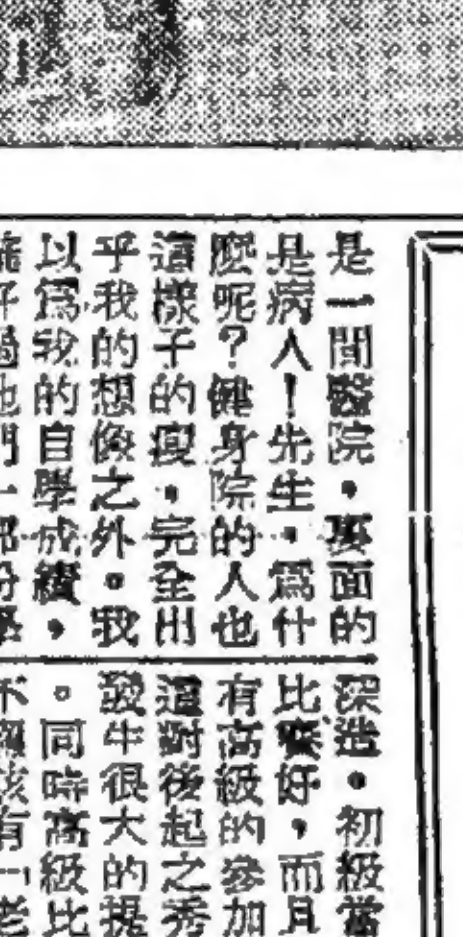 是一間醫院，裏面的
是病人！先生，爲什
麽呢？健身院的人也
這樣子的瘦，完全出
乎我的想像之外。我
以爲我的自學成績，
好過他們一部份
深造。初級當
比賽好，而且
有高級的參加
這對後起之秀
發生很大的提
。同時高級比
不 該有一老